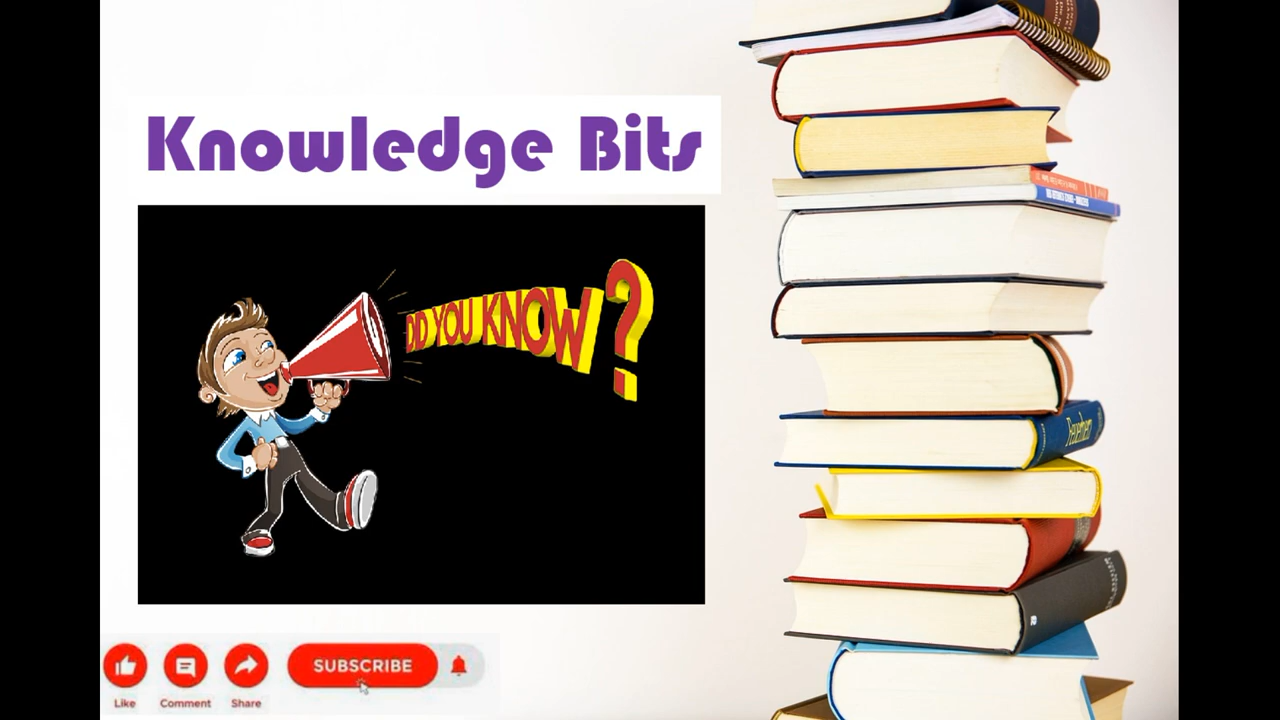 Knowledge Bits
DID YOU KNOW?
Like
Comment
Share
SUBSCRIBE